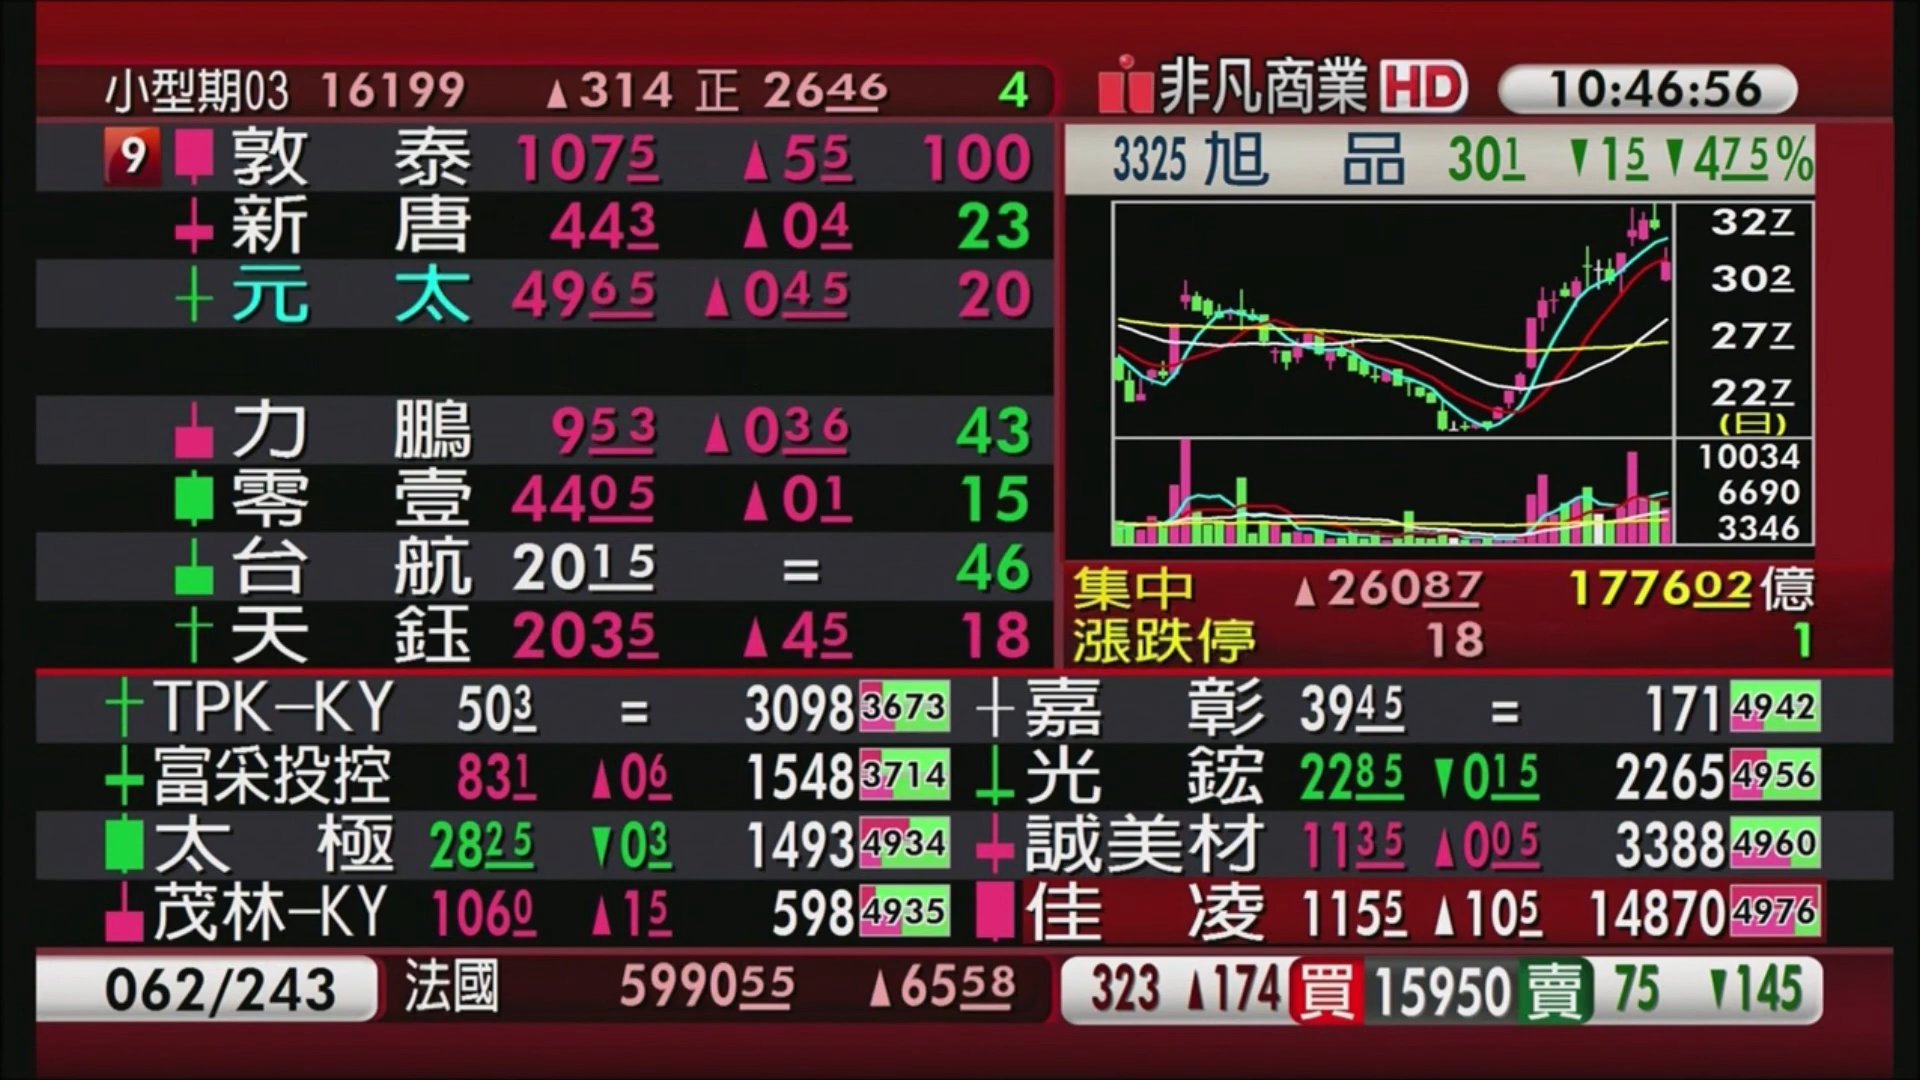 小型期03 16199 ▲314 正 2646 4
非凡商業HD 10:46:56
9 敦泰 1075 ▲55 100
新唐 443 ▲04 23
元太 4965 ▲045 20
力鵬 953 ▲036 43
零壹 4405 ▲01 15
台航 2015 = 46
天鈺 2035 ▲45 18
3325 旭品 301 ▼15 ▼475%
327
302
277
227
(日)
10034
6690
3346
集中 ▲26087 177602億
漲跌停 18 1
TPK-KY 503 = 3098 3673 嘉彰 3945 = 171 4942
富采投控 831 ▲06 1548 3714 光鋐 2285 ▼015 2265 4956
太極 2825 ▼03 1493 4934 誠美材 1135 ▲005 3388 4960
茂林-KY 1060 ▲15 598 4935 佳凌 1155 ▲105 14870 4976
062/243 法國 599055 ▲6558 323 ▲174 買 15950 賣 75 ▼145